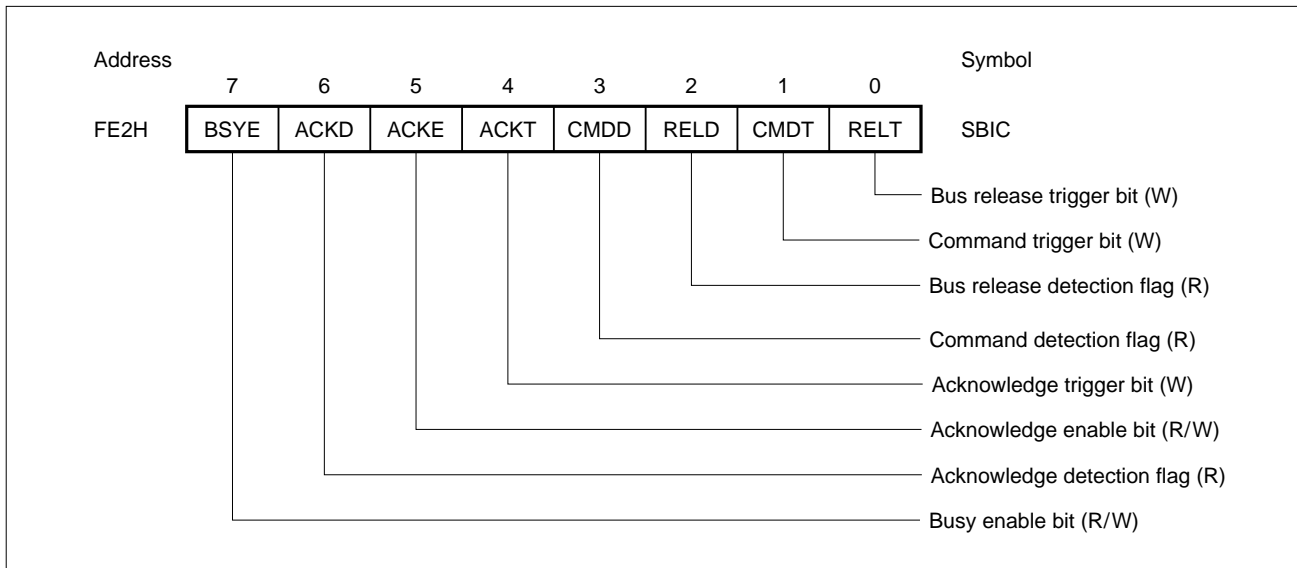 Address Symbol
7 6 5 4 3 2 1 0
FE2H BSYE ACKD ACKE ACKT CMDD RELD CMDT RELT SBIC
Bus release trigger bit (W)
Command trigger bit (W)
Bus release detection flag (R)
Command detection flag (R)
Acknowledge trigger bit (W)
Acknowledge enable bit (R/W)
Acknowledge detection flag (R)
Busy enable bit (R/W)